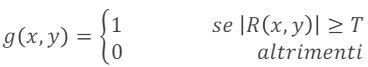 g(x, y) = {1 se |R(x, y)| ≥ T
0 altrimenti